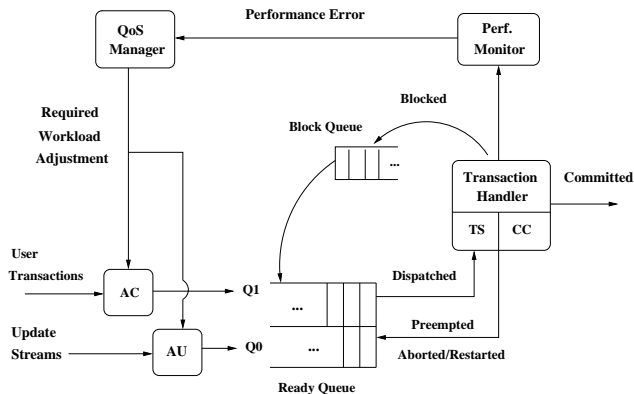 Performance Error
QoS
Manager
Perf.
Monitor
Required
Workload
Adjustment
Blocked
Block Queue
...
Transaction
Handler
TS
CC
Committed
User
Transactions
AC
Q1
...
Dispatched
Update
Streams
AU
Q0
...
Preempted
Aborted/Restarted
Ready Queue